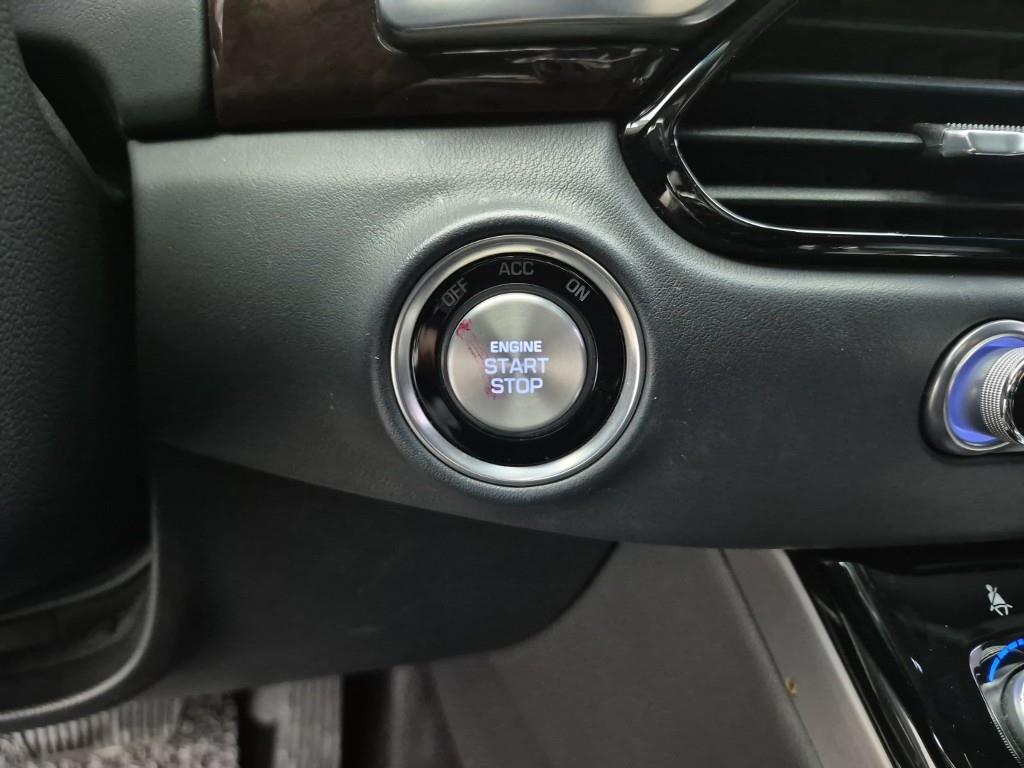 OFF
ACC
ON
ENGINE
START
STOP